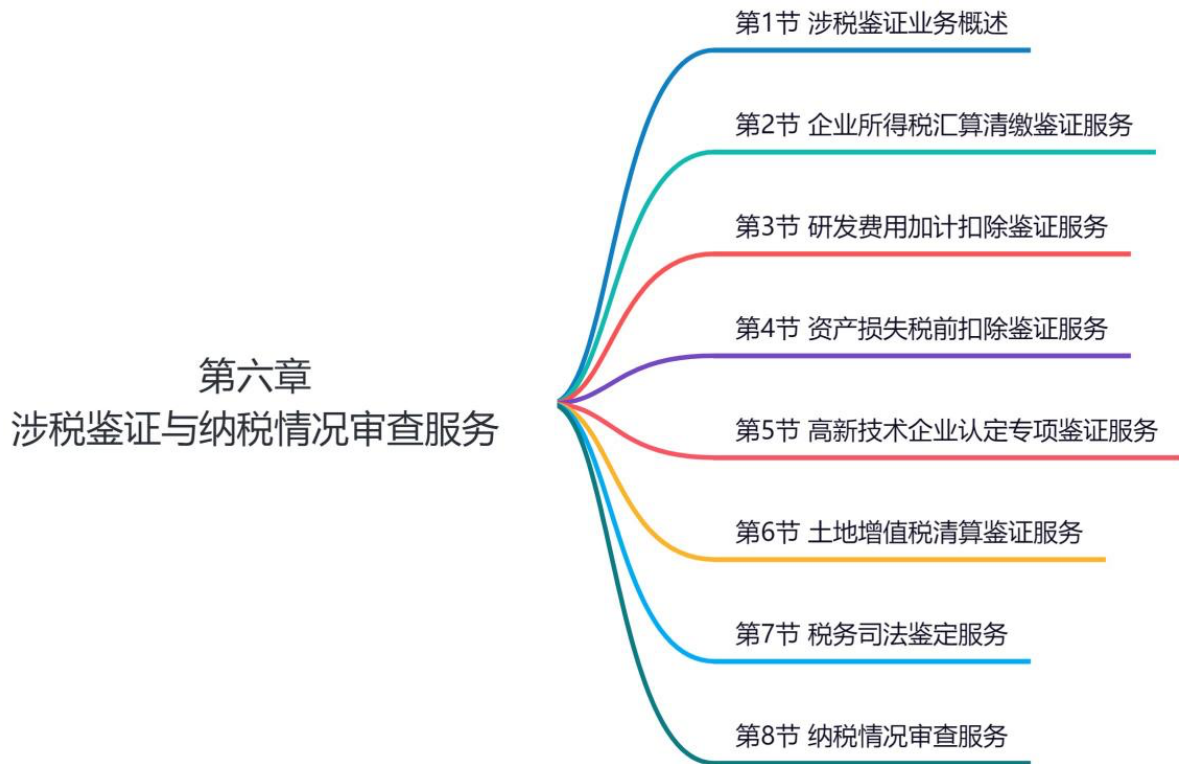 第六章
涉税鉴证与纳税情况审查服务
第1节 涉税鉴证业务概述
第2节 企业所得税汇算清缴鉴证服务
第3节 研发费用加计扣除鉴证服务
第4节 资产损失税前扣除鉴证服务
第5节 高新技术企业认定专项鉴证服务
第6节 土地增值税清算鉴证服务
第7节 税务司法鉴定服务
第8节 纳税情况审查服务